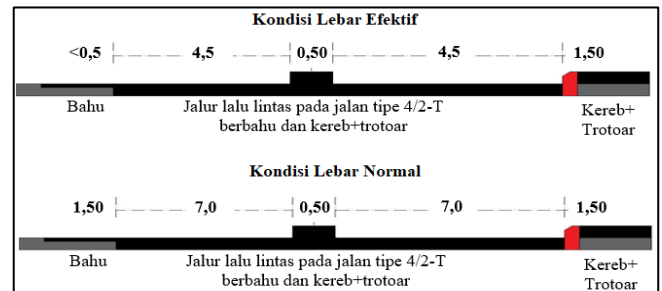 Kondisi Lebar Efektif
<0,5 4,5 0,50 4,5 1,50
Bahu Jalur lalu lintas pada jalan tipe 4/2-T Kereb+
berbahu dan kereb+trotoar Trotoar
Kondisi Lebar Normal
1,50 7,0 0,50 7,0 1,50
Bahu Jalur lalu lintas pada jalan tipe 4/2-T Kereb+
berbahu dan kereb+trotoar Trotoar